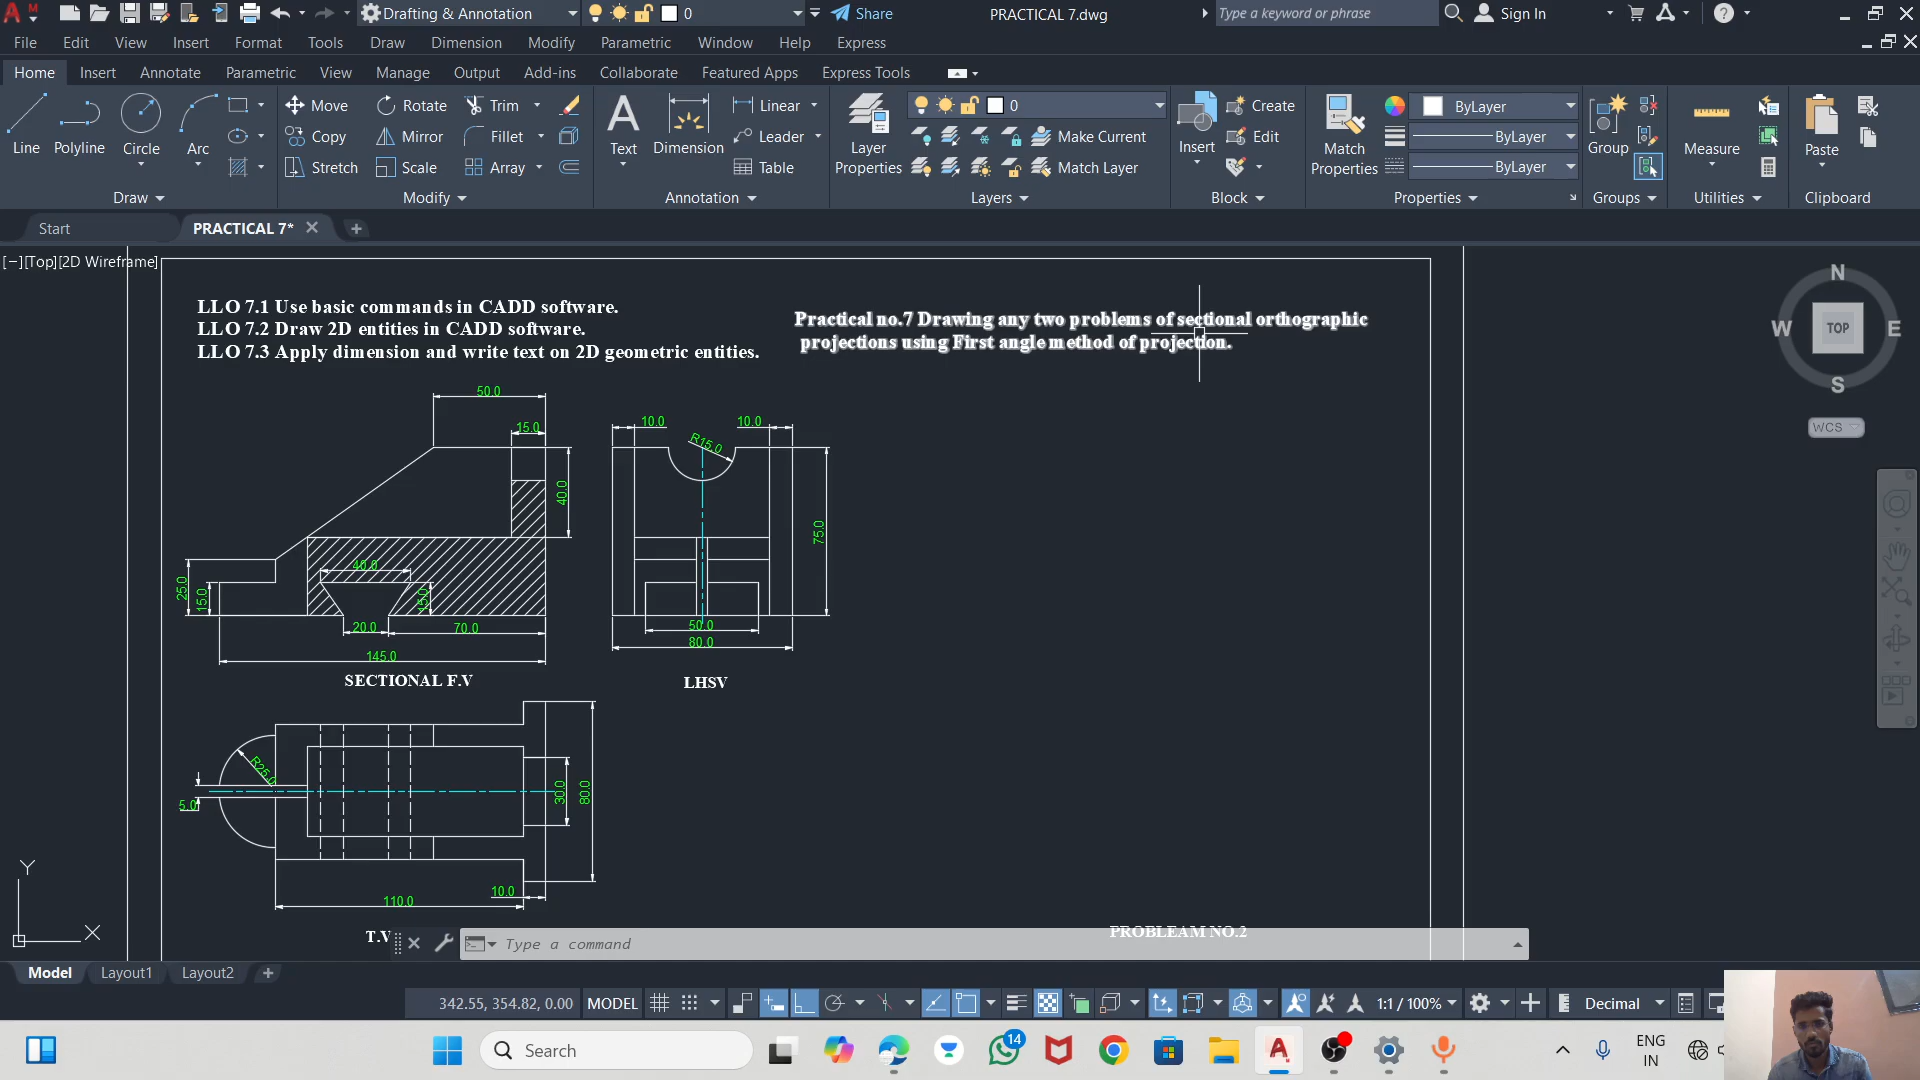 Drafting & Annotation
0
Share
PRACTICAL 7.dwg
Type a keyword or phrase
Sign In
File Edit View Insert Format Tools Draw Dimension Modify Parametric Window Help Express
Home Insert Annotate Parametric View Manage Output Add-ins Collaborate Featured Apps Express Tools
Line Polyline Circle Arc
Move Rotate Trim
Copy Mirror Fillet
Stretch Scale Array
Text Dimension
Linear
Leader
Table
Layer Properties
0
Make Current
Match Layer
Insert
Create
Edit
Match Properties
ByLayer
ByLayer
ByLayer
Group
Measure
Paste
Draw Modify Annotation Layers Block Properties Groups Utilities Clipboard
Start PRACTICAL 7*
[−][Top][2D Wireframe]
N
W TOP E
S
WCS
LLO 7.1 Use basic commands in CADD software.
LLO 7.2 Draw 2D entities in CADD software.
LLO 7.3 Apply dimension and write text on 2D geometric entities.
Practical no.7 Drawing any two problems of sectional orthographic
projections using First angle method of projection.
50.0
15.0
40.0
40.0
25.0
15.0
15.0
20.0
70.0
145.0
SECTIONAL F.V
10.0
10.0
R15.0
75.0
50.0
80.0
LHSV
R25.0
5.0
30.0
80.0
10.0
110.0
T.V
PROBLEAM NO.2
Y
X
Type a command
Model Layout1 Layout2
342.55, 354.82, 0.00 MODEL
1:1 / 100%
Decimal
Search
14
ENG
IN